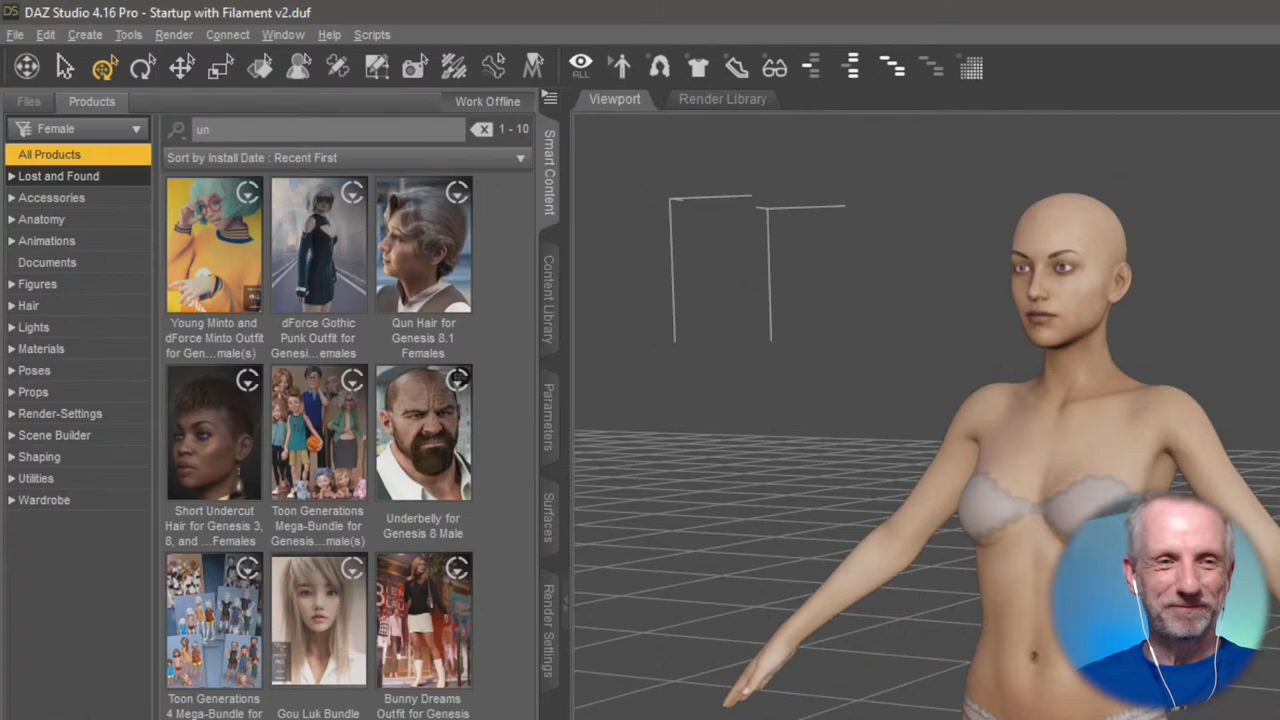 DAZ Studio 4.16 Pro - Startup with Filament v2.duf
File Edit Create Tools Render Connect Window Help Scripts
ALL
Files Products Work Offline
Viewport Render Library
Female
un
1 - 10
All Products
Sort by Install Date : Recent First
Lost and Found
Accessories
Anatomy
Animations
Documents
Figures
Hair
Lights
Materials
Poses
Props
Render-Settings
Scene Builder
Shaping
Utilities
Wardrobe
Young Minto and
dForce Minto Outfit
for Gen...male(s)
dForce Gothic
Punk Outfit for
Genesi...emales
Qun Hair for
Genesis 8.1
Females
Short Undercut
Hair for Genesis 3,
8, and ...Females
Toon Generations
Mega-Bundle for
Genesis...male(s)
Underbelly for
Genesis 8 Male
Toon Generations
4 Mega-Bundle for
Gou Luk Bundle
Bunny Dreams
Outfit for Genesis
Smart Content
Content Library
Parameters
Surfaces
Render Settings